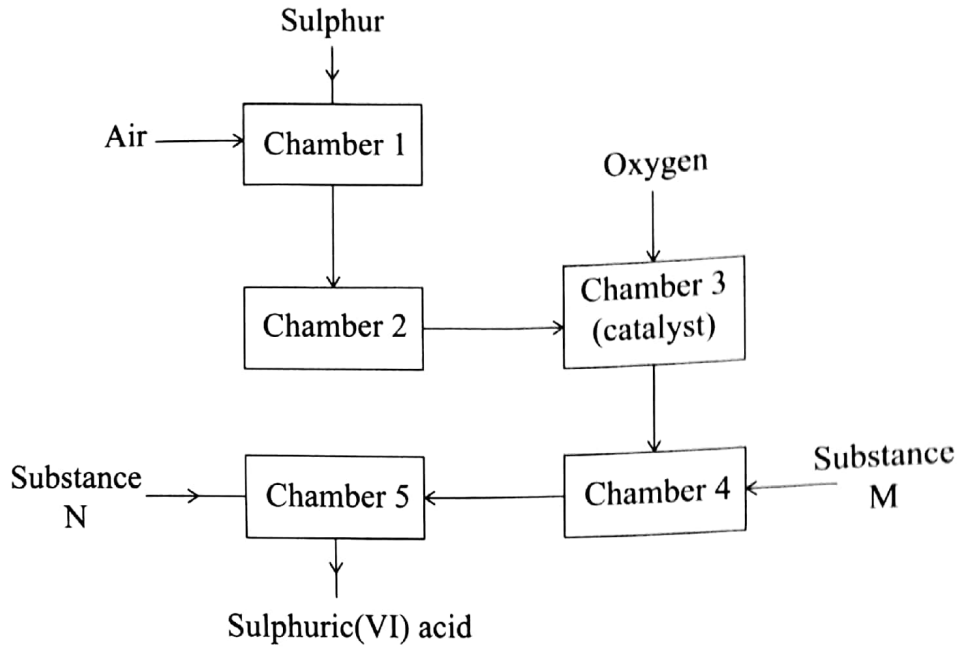 Sulphur
Air
Chamber 1
Oxygen
Chamber 2
Chamber 3
(catalyst)
Substance
N
Chamber 5
Chamber 4
Substance
M
Sulphuric(VI) acid